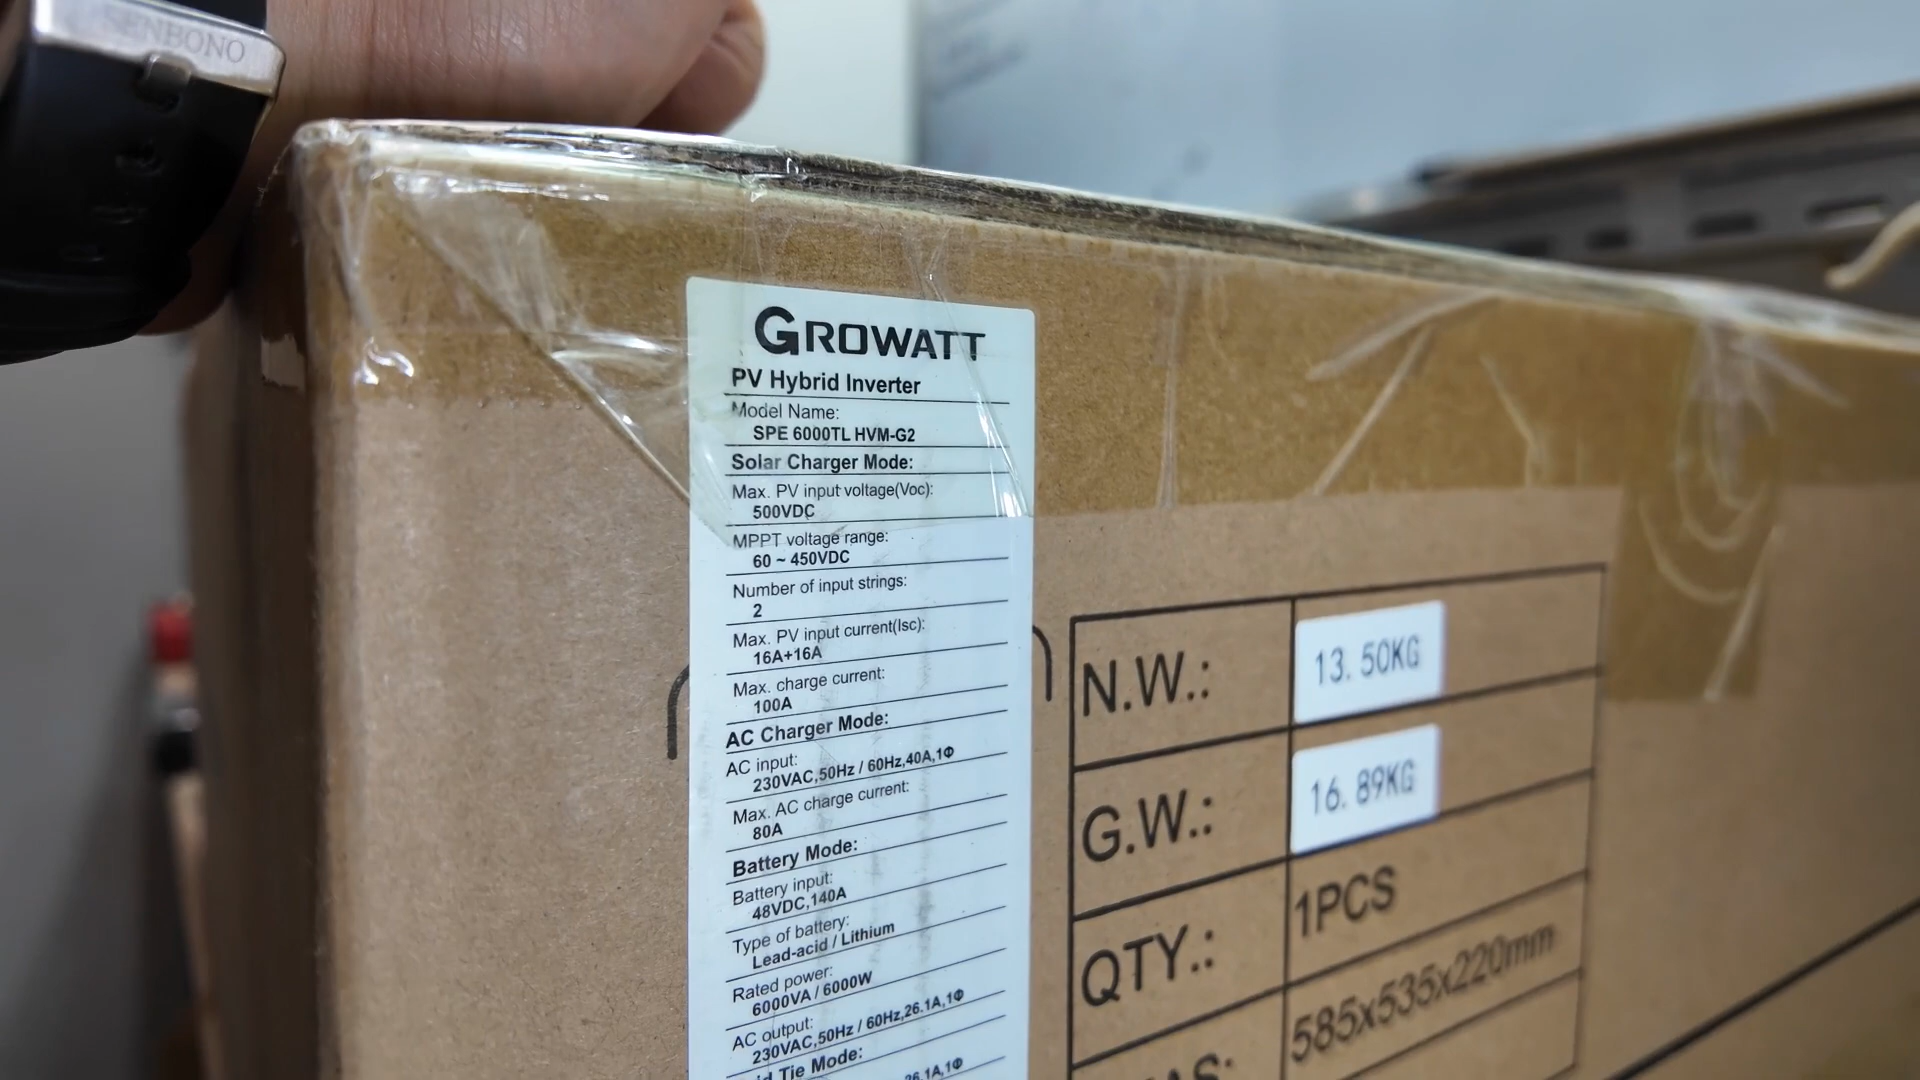 SENBONO
GROWATT
PV Hybrid Inverter
Model Name:
SPE 6000TL HVM-G2
Solar Charger Mode:
Max. PV input voltage(Voc):
500VDC
MPPT voltage range:
60 ~ 450VDC
Number of input strings:
2
Max. PV input current(Isc):
16A+16A
Max. charge current:
100A
AC Charger Mode:
AC input:
230VAC,50Hz / 60Hz,40A,1Φ
Max. AC charge current:
80A
Battery Mode:
Battery input:
48VDC,140A
Type of battery:
Lead-acid / Lithium
Rated power:
6000VA / 6000W
AC output:
230VAC,50Hz / 60Hz,26.1A,1Φ
Tie Mode:
26.1A,1Φ
N.W.: 13.50KG
G.W.: 16.89KG
QTY.: 1PCS
585x535x220mm